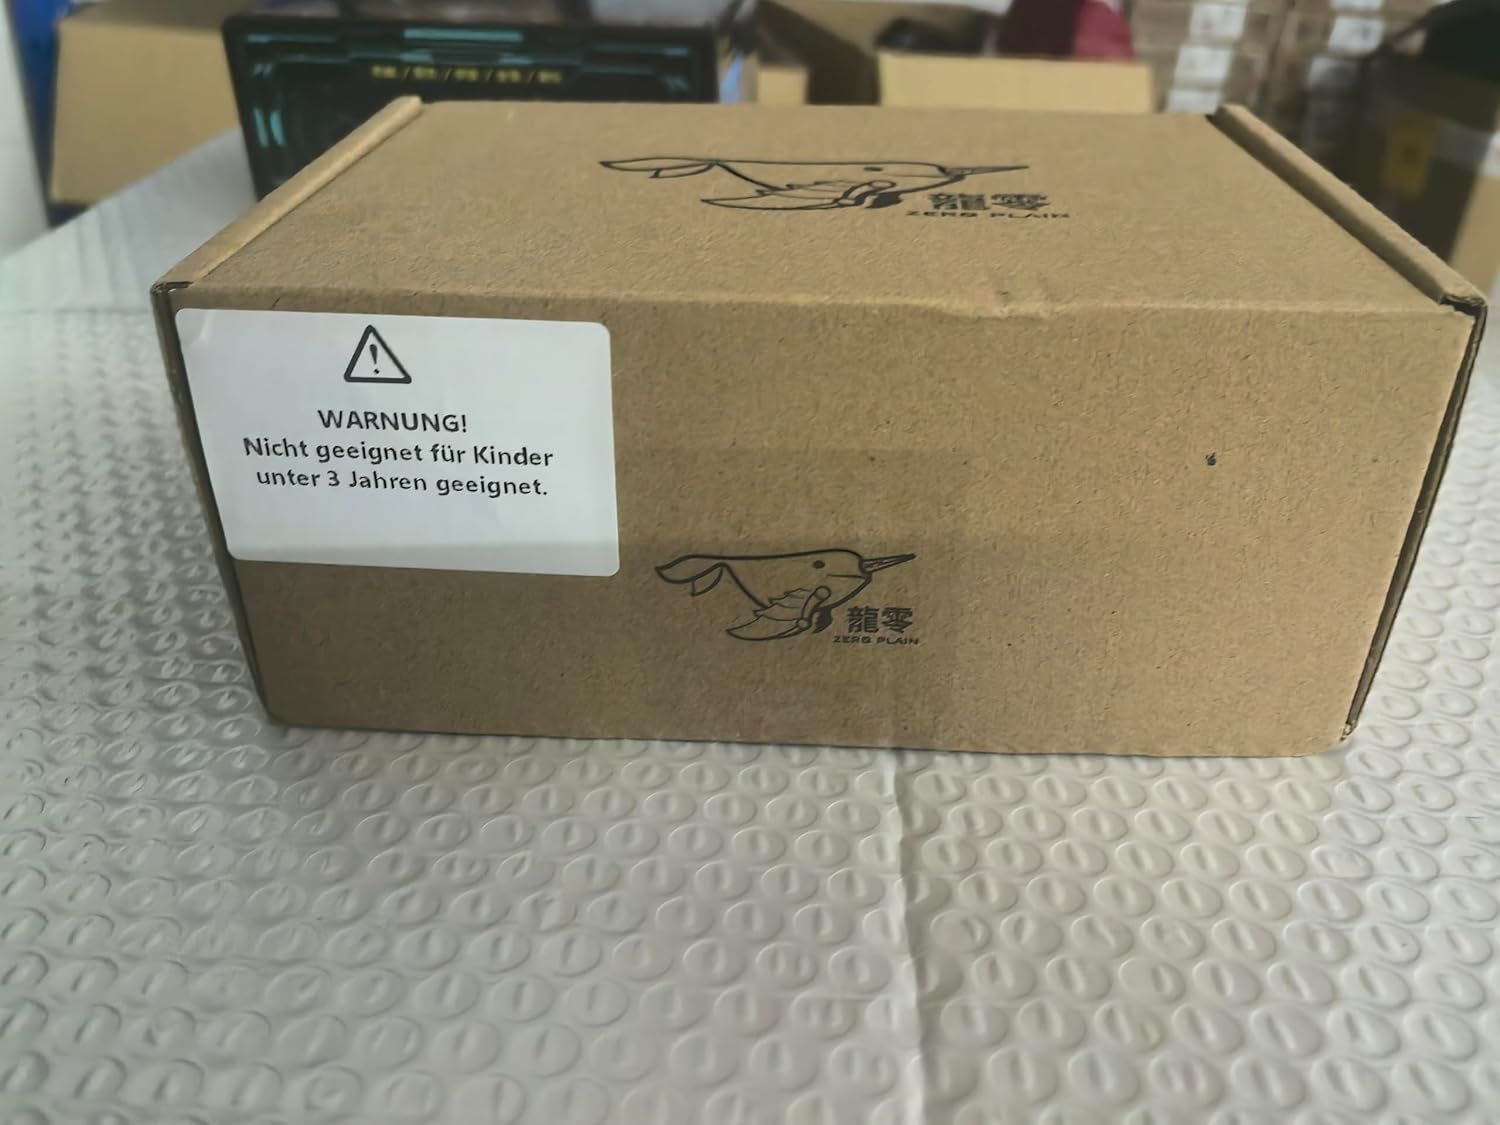 龍零
ZERO PLAIN
WARNUNG!
Nicht geeignet für Kinder
unter 3 Jahren geeignet.
龍零
ZERO PLAIN